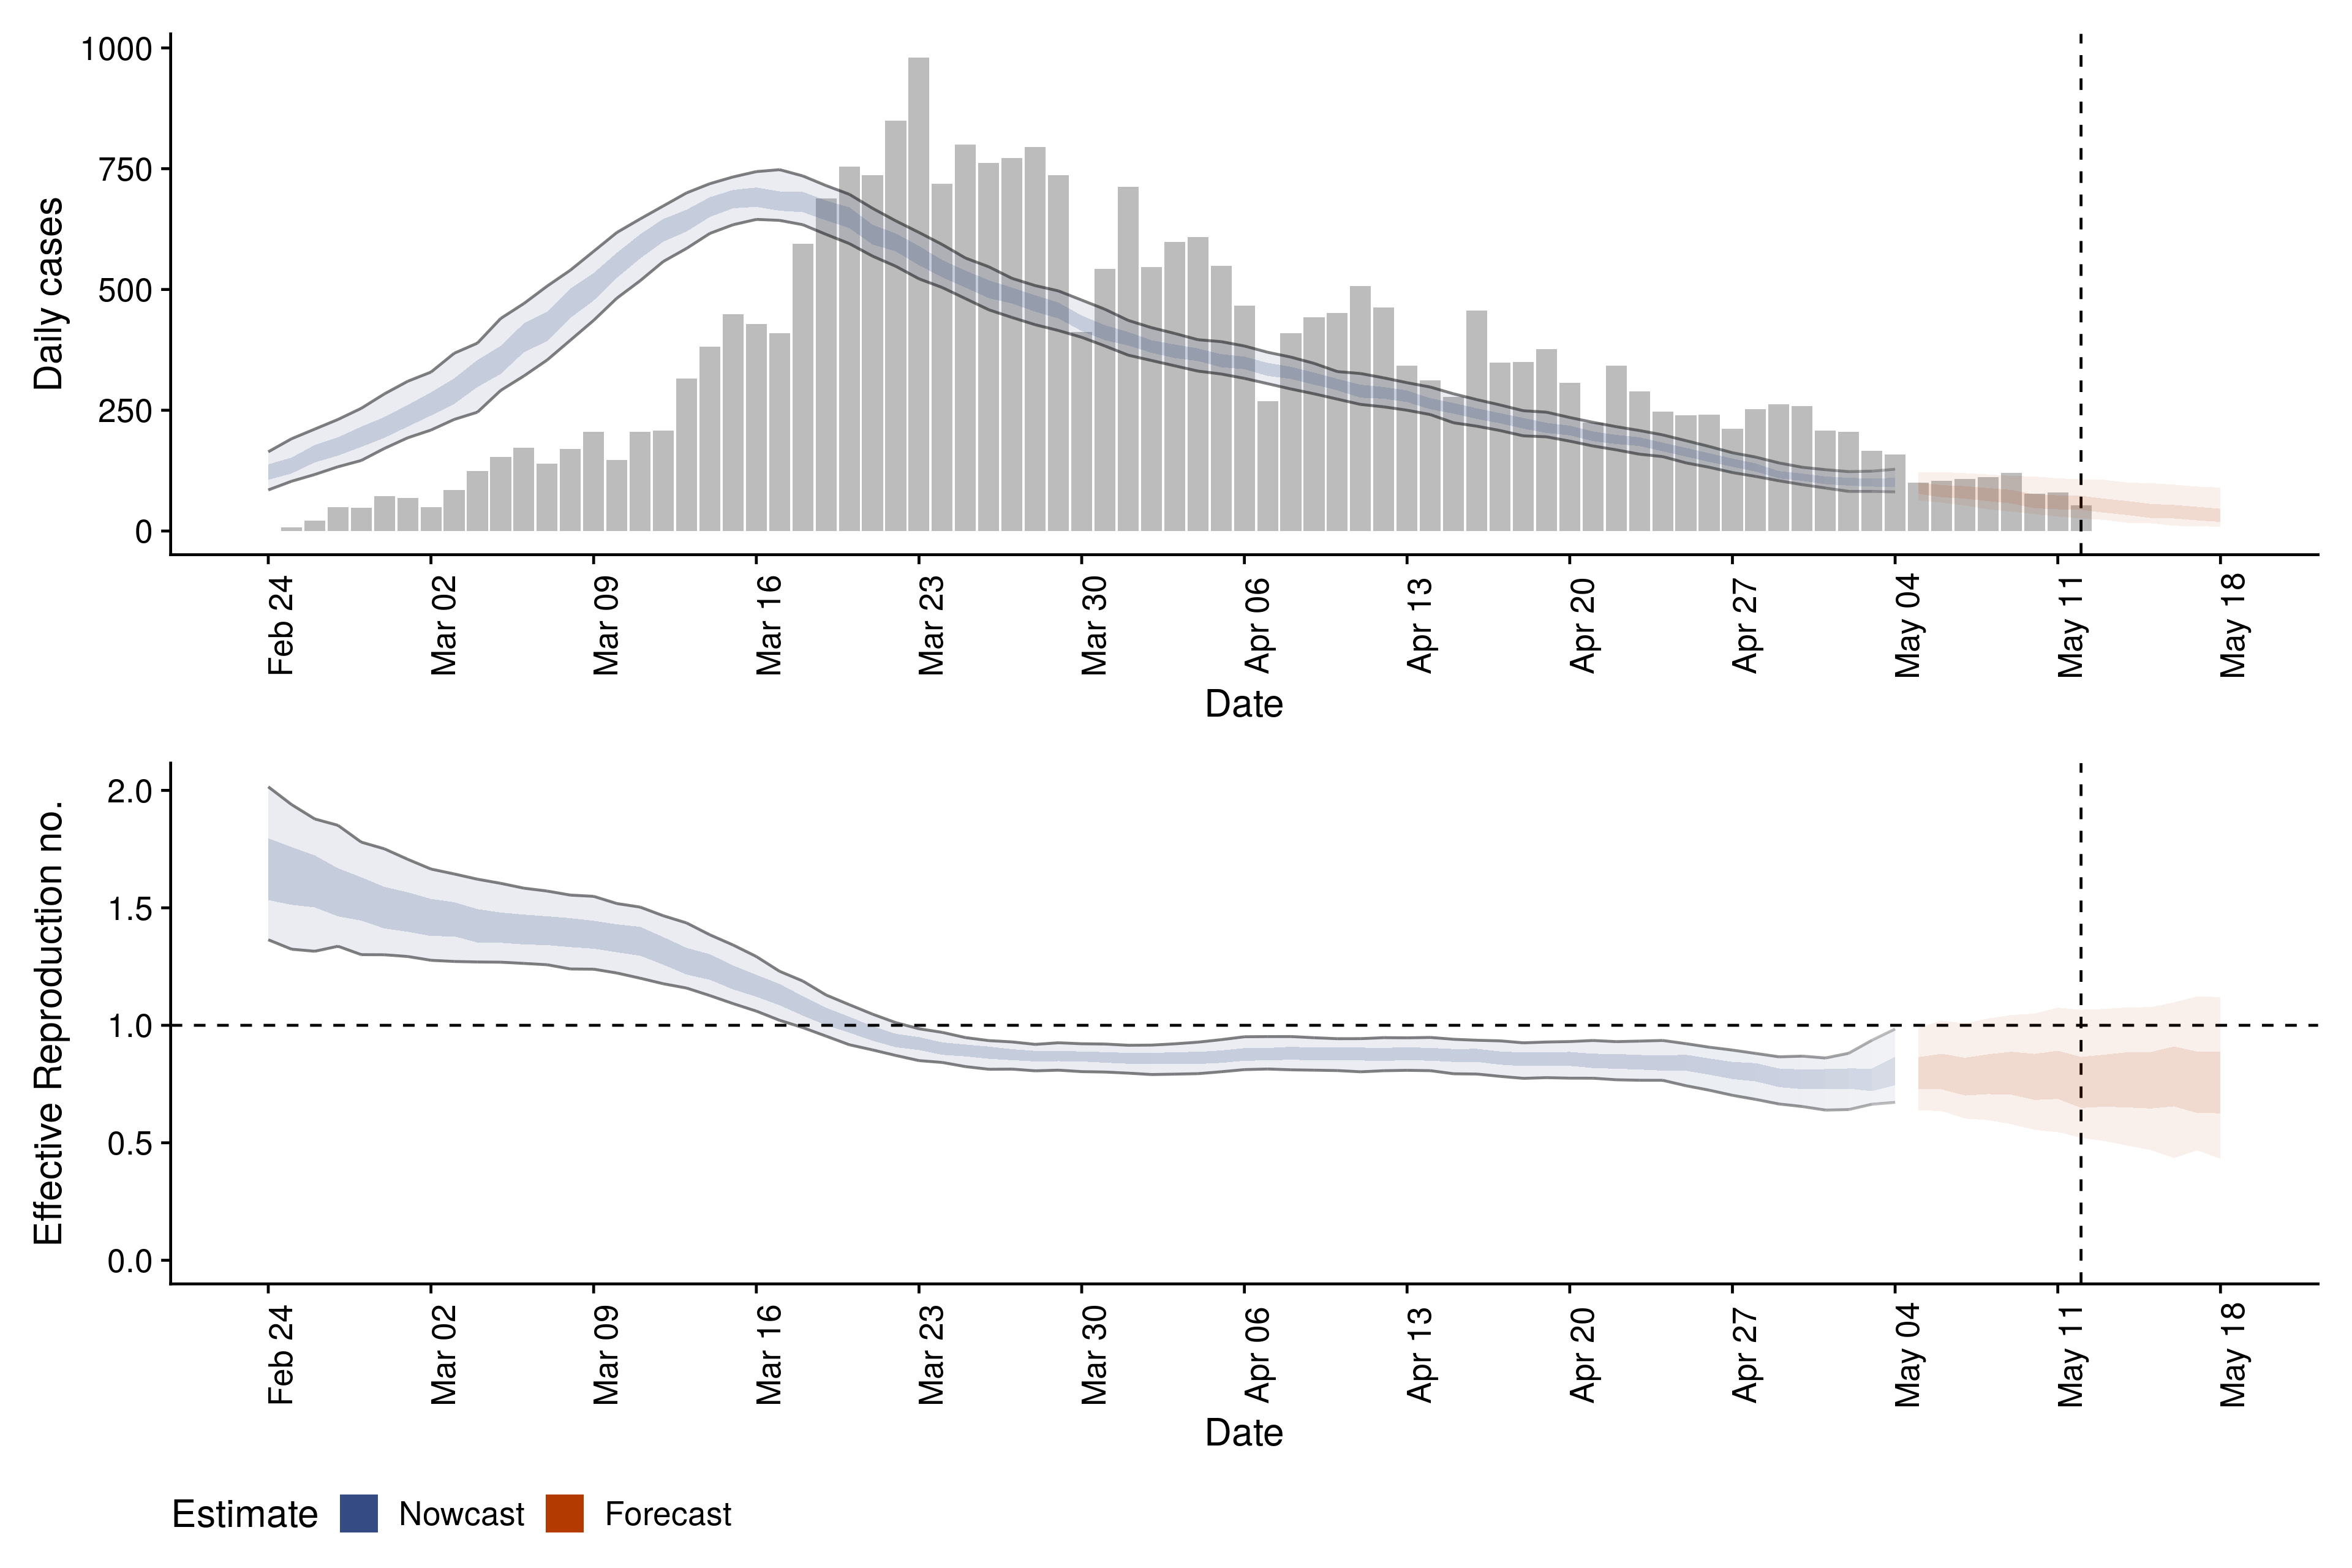 1000
750
500
250
0
Daily cases
Feb 24
Mar 02
Mar 09
Mar 16
Mar 23
Mar 30
Apr 06
Apr 13
Apr 20
Apr 27
May 04
May 11
May 18
Date
2.0
1.5
1.0
0.5
0.0
Effective Reproduction no.
Feb 24
Mar 02
Mar 09
Mar 16
Mar 23
Mar 30
Apr 06
Apr 13
Apr 20
Apr 27
May 04
May 11
May 18
Date
Estimate Nowcast Forecast